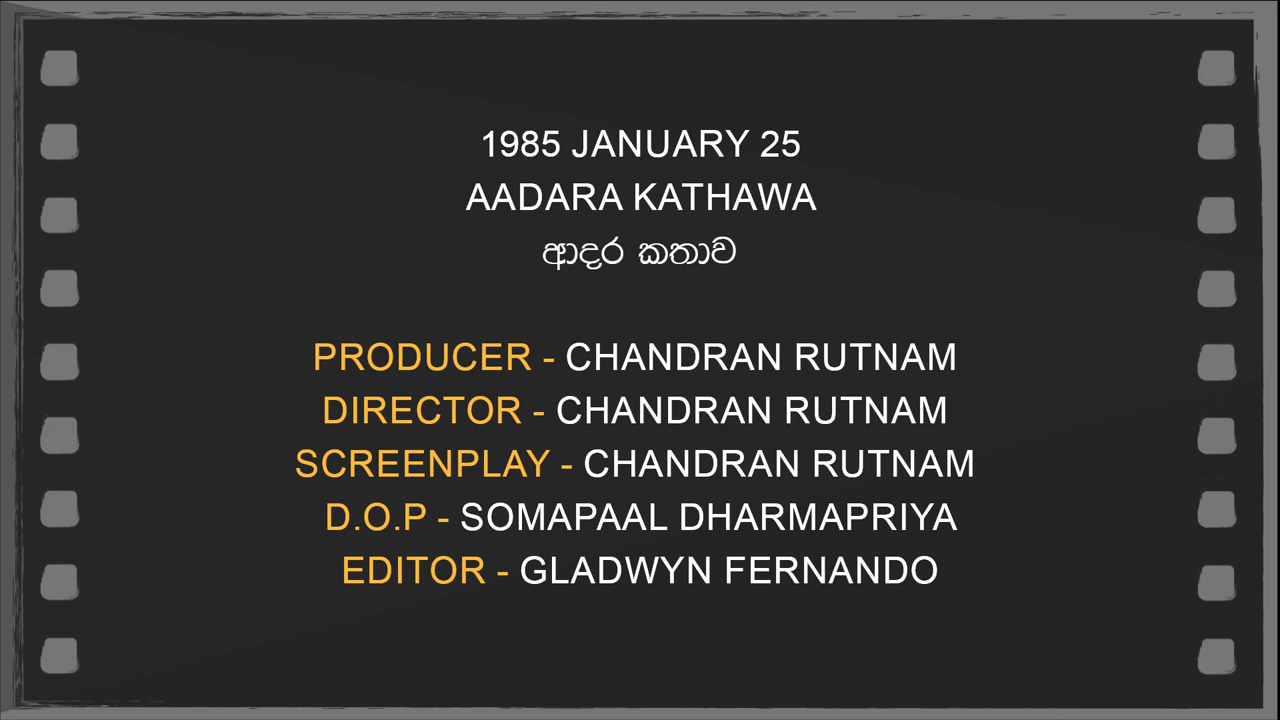 1985 JANUARY 25
AADARA KATHAWA
ආදර කතාව
PRODUCER - CHANDRAN RUTNAM
DIRECTOR - CHANDRAN RUTNAM
SCREENPLAY - CHANDRAN RUTNAM
D.O.P - SOMAPAAL DHARMAPRIYA
EDITOR - GLADWYN FERNANDO